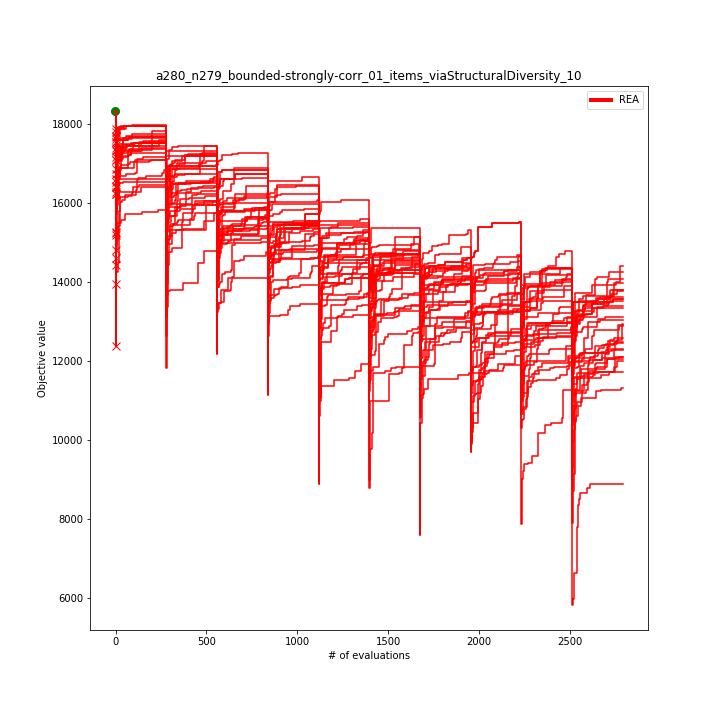 a280_n279_bounded-strongly-corr_01_items_viaStructuralDiversity_10
REA
18000
16000
14000
12000
10000
8000
6000
Objective value
0 500 1000 1500 2000 2500
# of evaluations